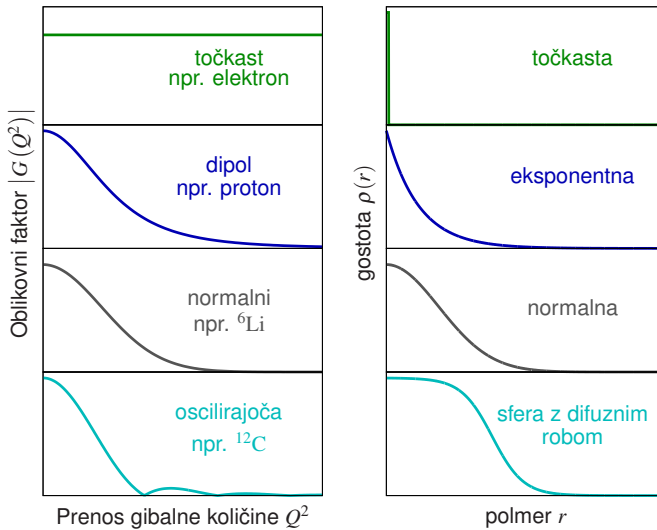 Oblikovni faktor |G(Q²)|
točkast
npr. elektron
dipol
npr. proton
normalni
npr. ⁶Li
oscilirajoča
npr. ¹²C
Prenos gibalne količine Q²
gostota ρ(r)
točkasta
eksponentna
normalna
sfera z difuznim
robom
polmer r